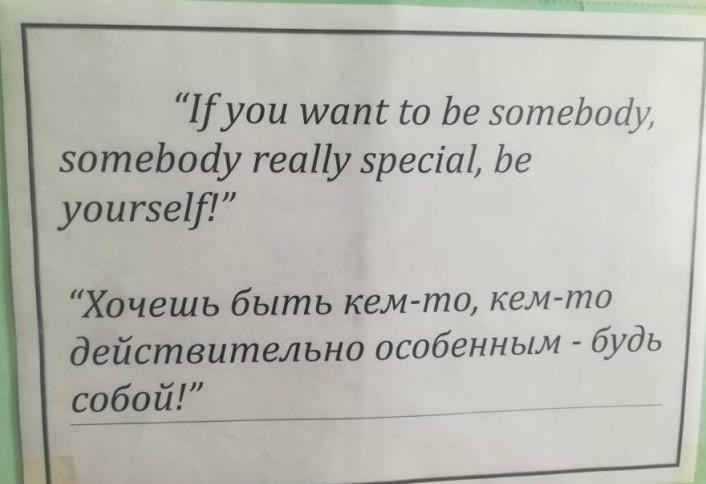 “If you want to be somebody,
somebody really special, be
yourself!”
“Хочешь быть кем-то, кем-то
действительно особенным - будь
собой!”